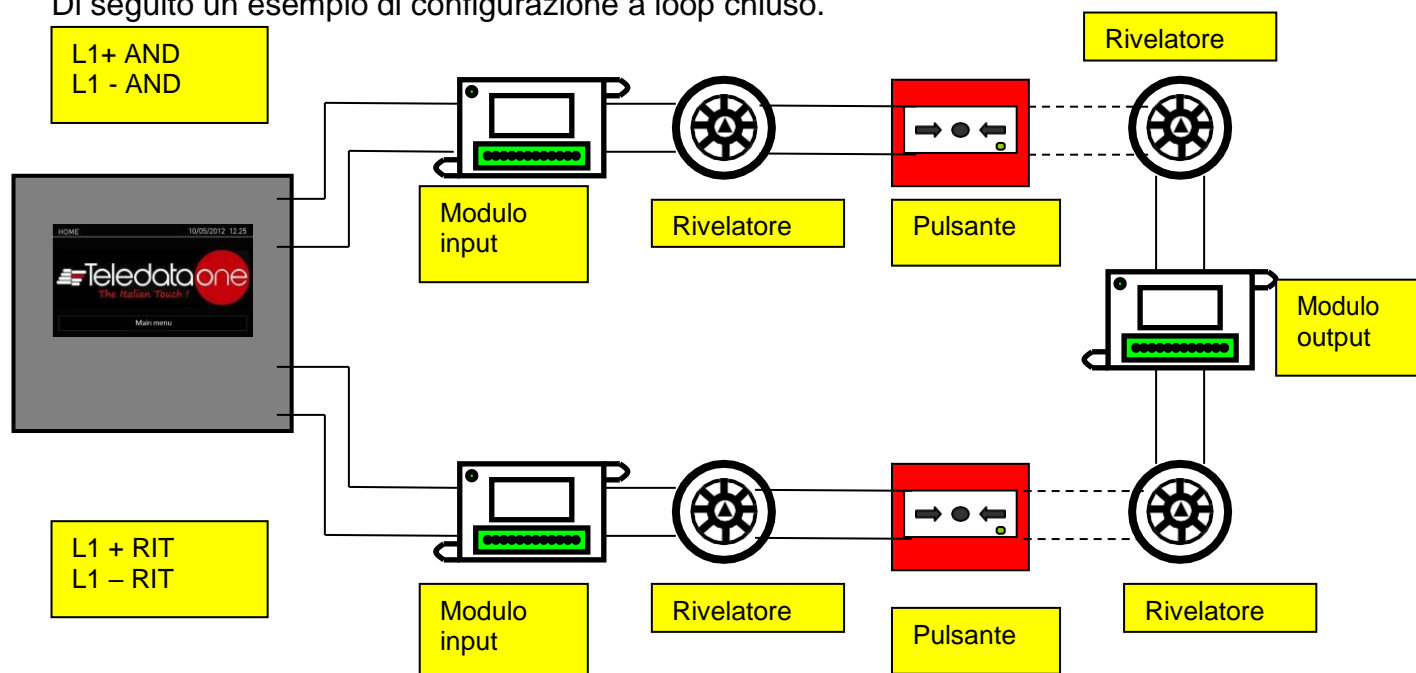 Di seguito un esempio di configurazione a loop chiuso.
L1+ AND
L1 - AND
Rivelatore
Modulo
input
Rivelatore
Pulsante
HOME 10/05/2012 12.25
Teledataone
The Italian Touch !
Main menu
Modulo
output
L1 + RIT
L1 – RIT
Modulo
input
Rivelatore
Pulsante
Rivelatore